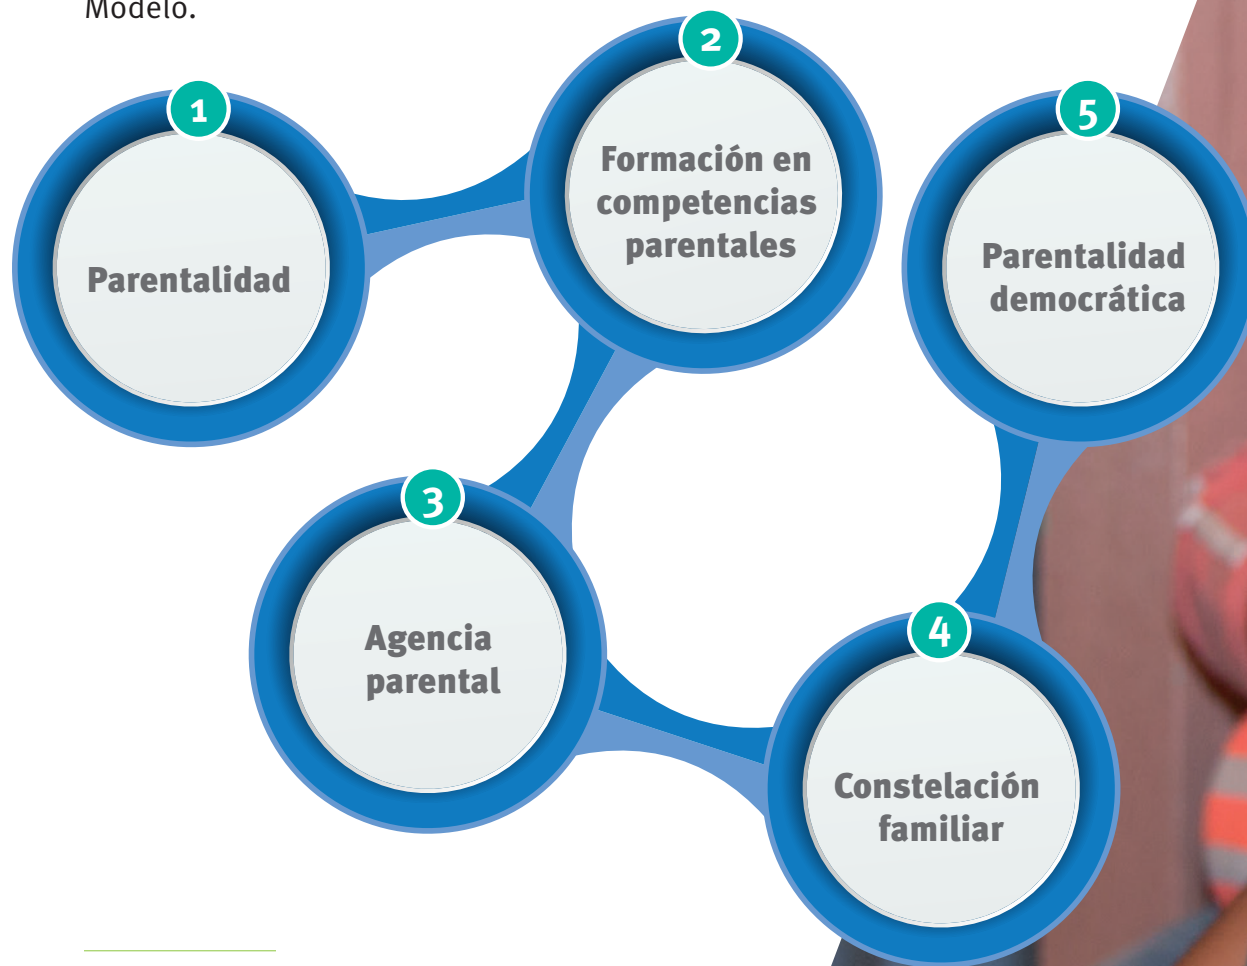 Modelo.
1
Parentalidad
2
Formación en
competencias
parentales
3
Agencia
parental
4
Constelación
familiar
5
Parentalidad
democrática